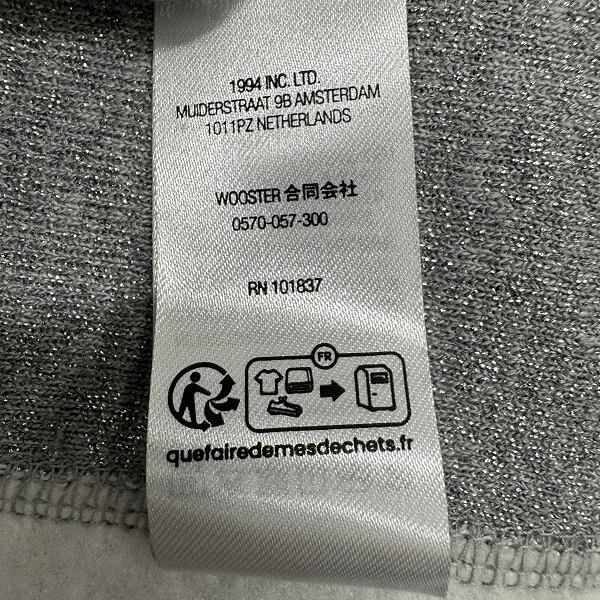 1994 INC. LTD.
MUIDERSTRAAT 9B AMSTERDAM
1011PZ NETHERLANDS
WOOSTER 合同会社
0570-057-300
RN 101837
FR
quefairedemesdechets.fr